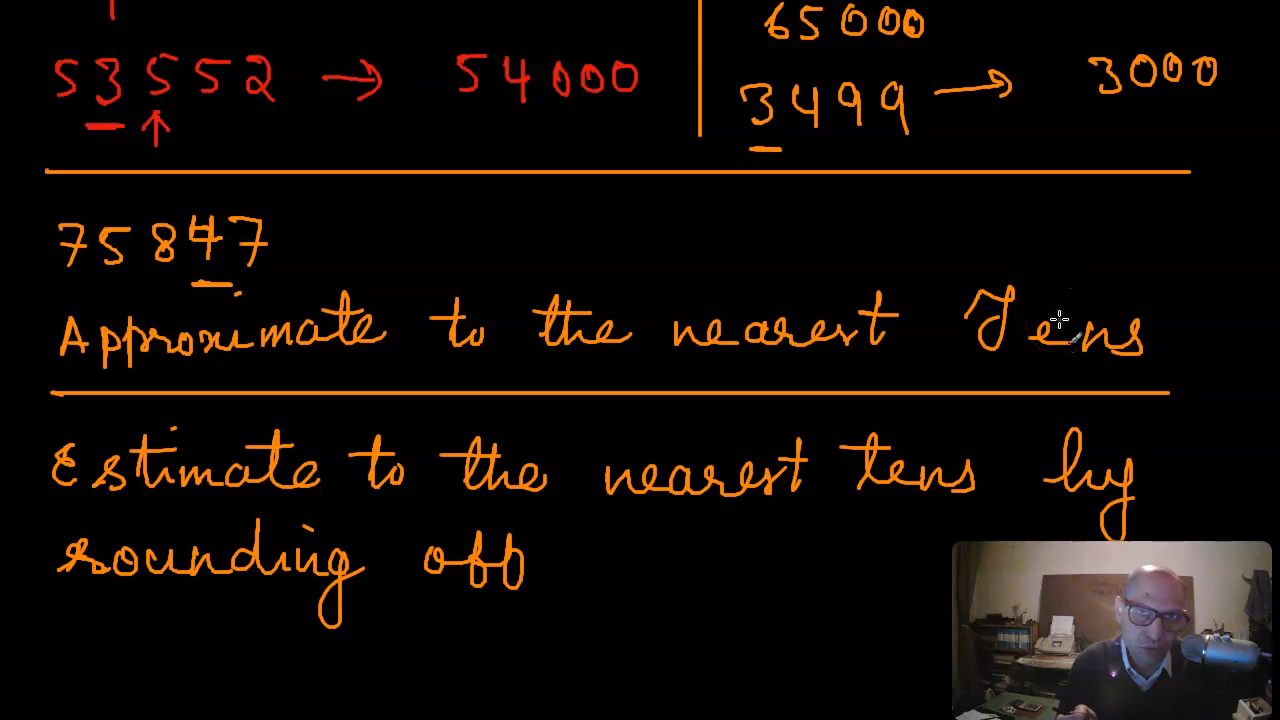 65000
53552 → 54000
3499 → 3000
75847
Approximate to the nearest Tens
Estimate to the nearest tens by
rounding off